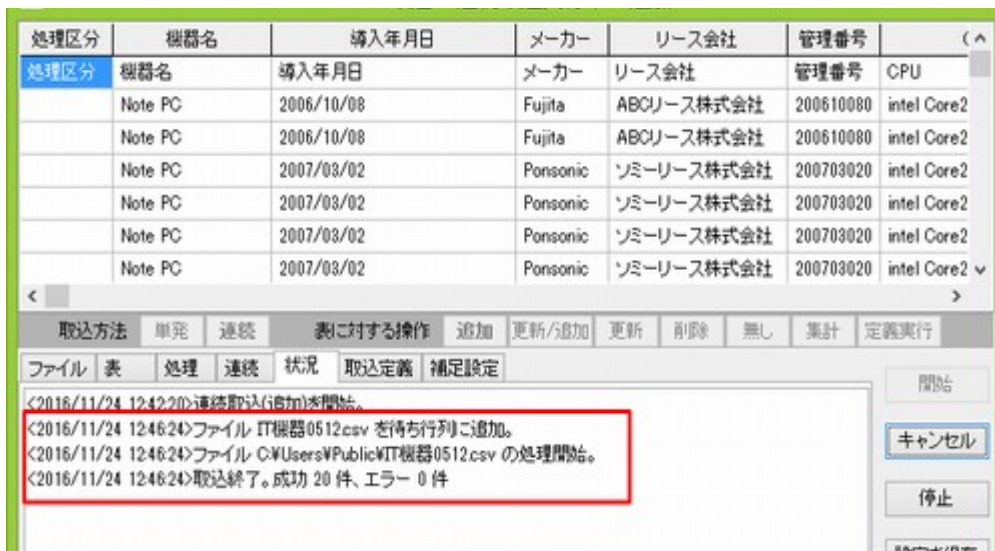 処理区分 機器名 導入年月日 メーカー リース会社 管理番号 (
処理区分 機器名 導入年月日 メーカー リース会社 管理番号 CPU
Note PC 2006/10/08 Fujita ABCリース株式会社 200610080 intel Core2
Note PC 2006/10/08 Fujita ABCリース株式会社 200610080 intel Core2
Note PC 2007/03/02 Ponsonic ソミーリース株式会社 200703020 intel Core2
Note PC 2007/03/02 Ponsonic ソミーリース株式会社 200703020 intel Core2
Note PC 2007/03/02 Ponsonic ソミーリース株式会社 200703020 intel Core2
Note PC 2007/03/02 Ponsonic ソミーリース株式会社 200703020 intel Core2
取込方法 単発 連続 表に対する操作 追加 更新/追加 更新 削除 無し 集計 定義実行
ファイル 表 処理 連続 状況 取込定義 補足設定
開始
<2016/11/24 12:42:20>連続取込(追加)を開始。
<2016/11/24 12:46:24>ファイル IT機器0512.csv を待ち行列に追加。
<2016/11/24 12:46:24>ファイル C:¥Users¥Public¥IT機器0512.csv の処理開始。
<2016/11/24 12:46:24>取込終了。成功 20 件、エラー 0 件
キャンセル
停止